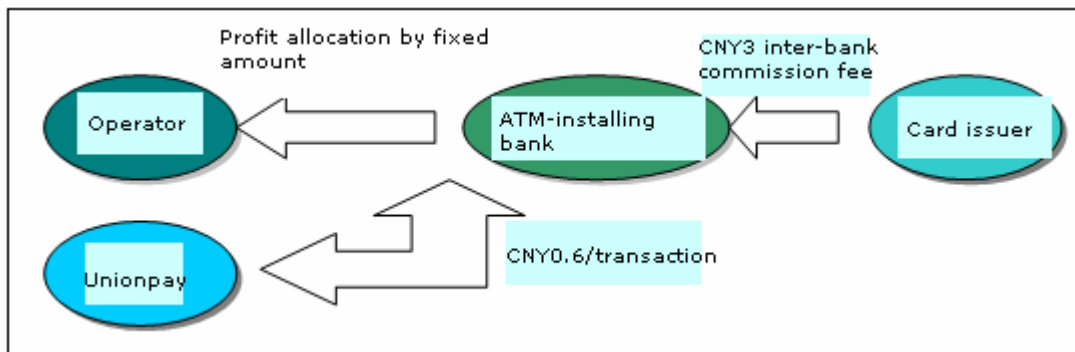 Profit allocation by fixed
amount
CNY3 inter-bank
commission fee
Operator
ATM-installing
bank
Card issuer
CNY0.6/transaction
Unionpay